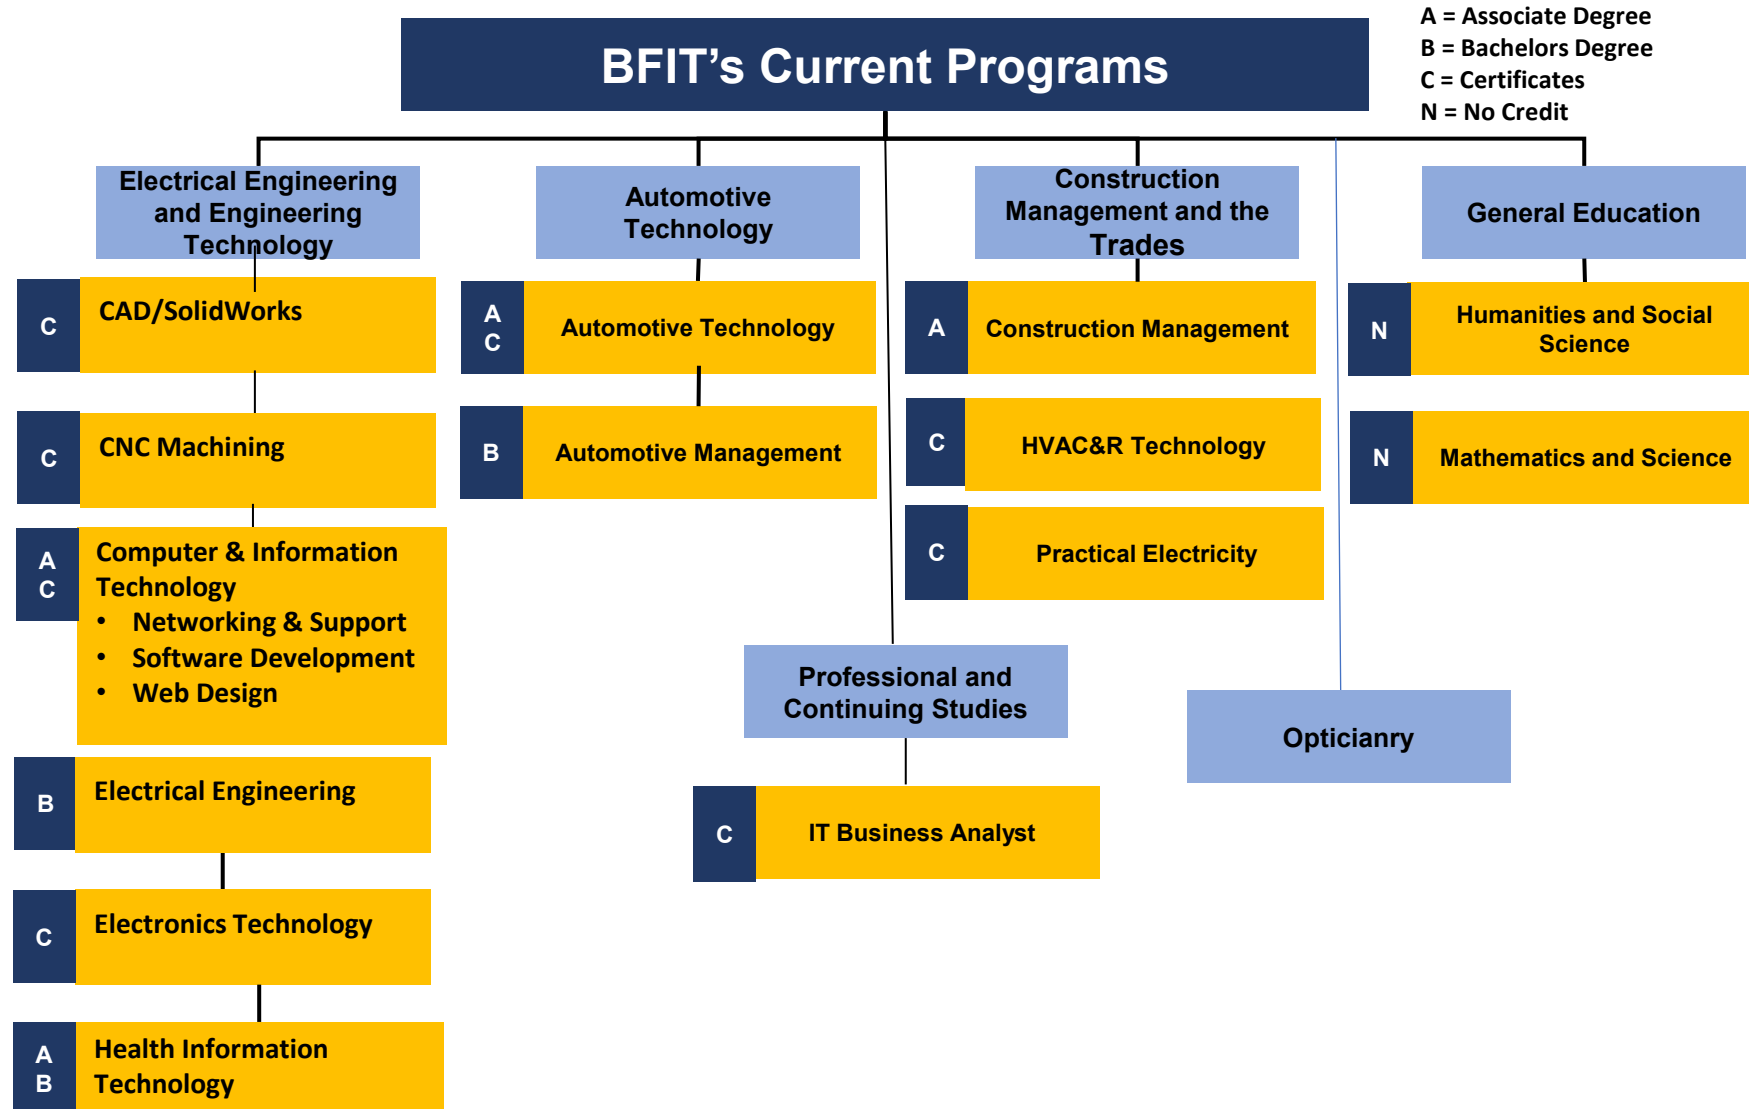 A = Associate Degree
B = Bachelors Degree
C = Certificates
N = No Credit
BFIT’s Current Programs
Electrical Engineering
and Engineering
Technology
C
CAD/SolidWorks
C
CNC Machining
A
C
Computer & Information
Technology
• Networking & Support
• Software Development
• Web Design
B
Electrical Engineering
C
Electronics Technology
A
B
Health Information
Technology
Automotive
Technology
A
C
Automotive Technology
B
Automotive Management
Construction
Management and the
Trades
A
Construction Management
C
HVAC&R Technology
C
Practical Electricity
General Education
N
Humanities and Social
Science
N
Mathematics and Science
Professional and
Continuing Studies
C
IT Business Analyst
Opticianry